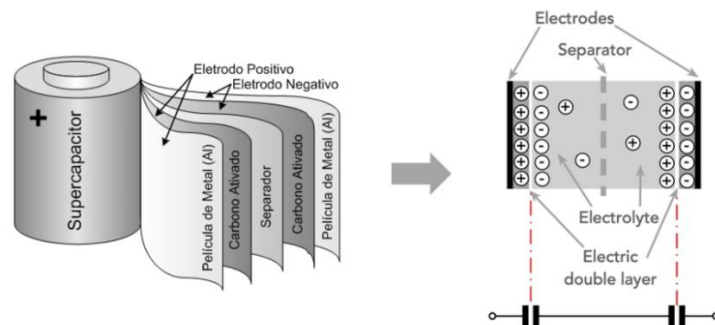 Supercapacitor
+
Eletrodo Positivo
Eletrodo Negativo
Película de Metal (Al)
Carbono Ativado
Separador
Carbono Ativado
Película de Metal (Al)
Electrodes
Separator
Electrolyte
Electric
double layer